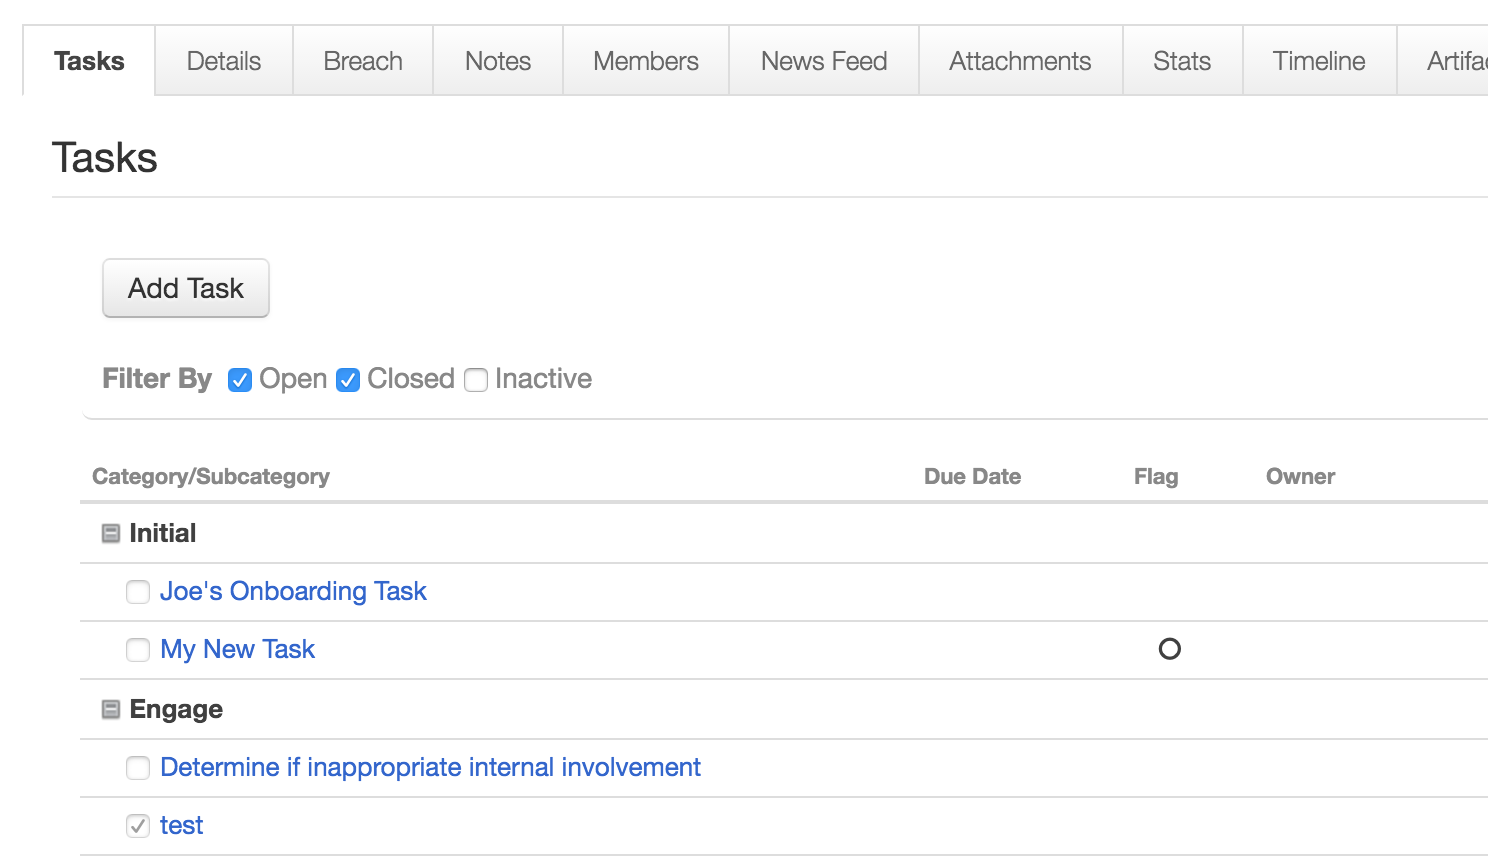 Tasks Details Breach Notes Members News Feed Attachments Stats Timeline Artifac
Tasks
Add Task
Filter By Open Closed Inactive
Category/Subcategory Due Date Flag Owner
Initial
Joe's Onboarding Task
My New Task
Engage
Determine if inappropriate internal involvement
test